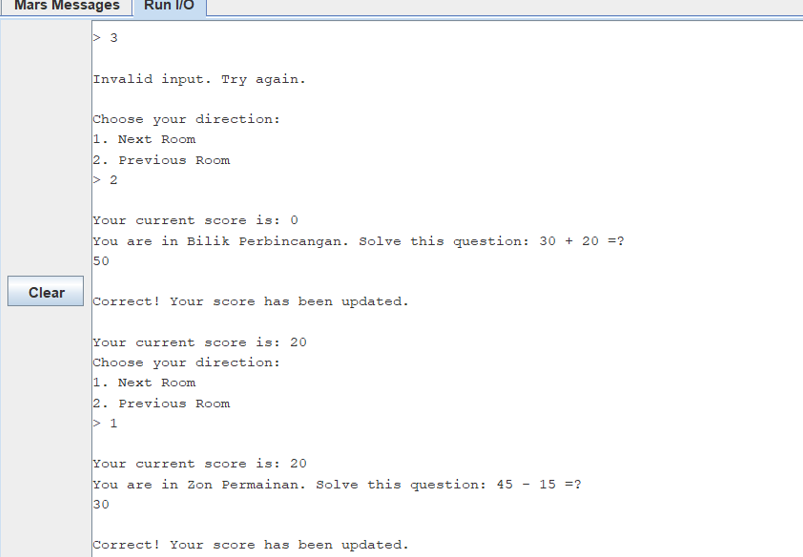 Mars Messages Run I/O
> 3
Invalid input. Try again.
Choose your direction:
1. Next Room
2. Previous Room
> 2
Your current score is: 0
You are in Bilik Perbincangan. Solve this question: 30 + 20 =?
50
Clear
Correct! Your score has been updated.
Your current score is: 20
Choose your direction:
1. Next Room
2. Previous Room
> 1
Your current score is: 20
You are in Zon Permainan. Solve this question: 45 - 15 =?
30
Correct! Your score has been updated.